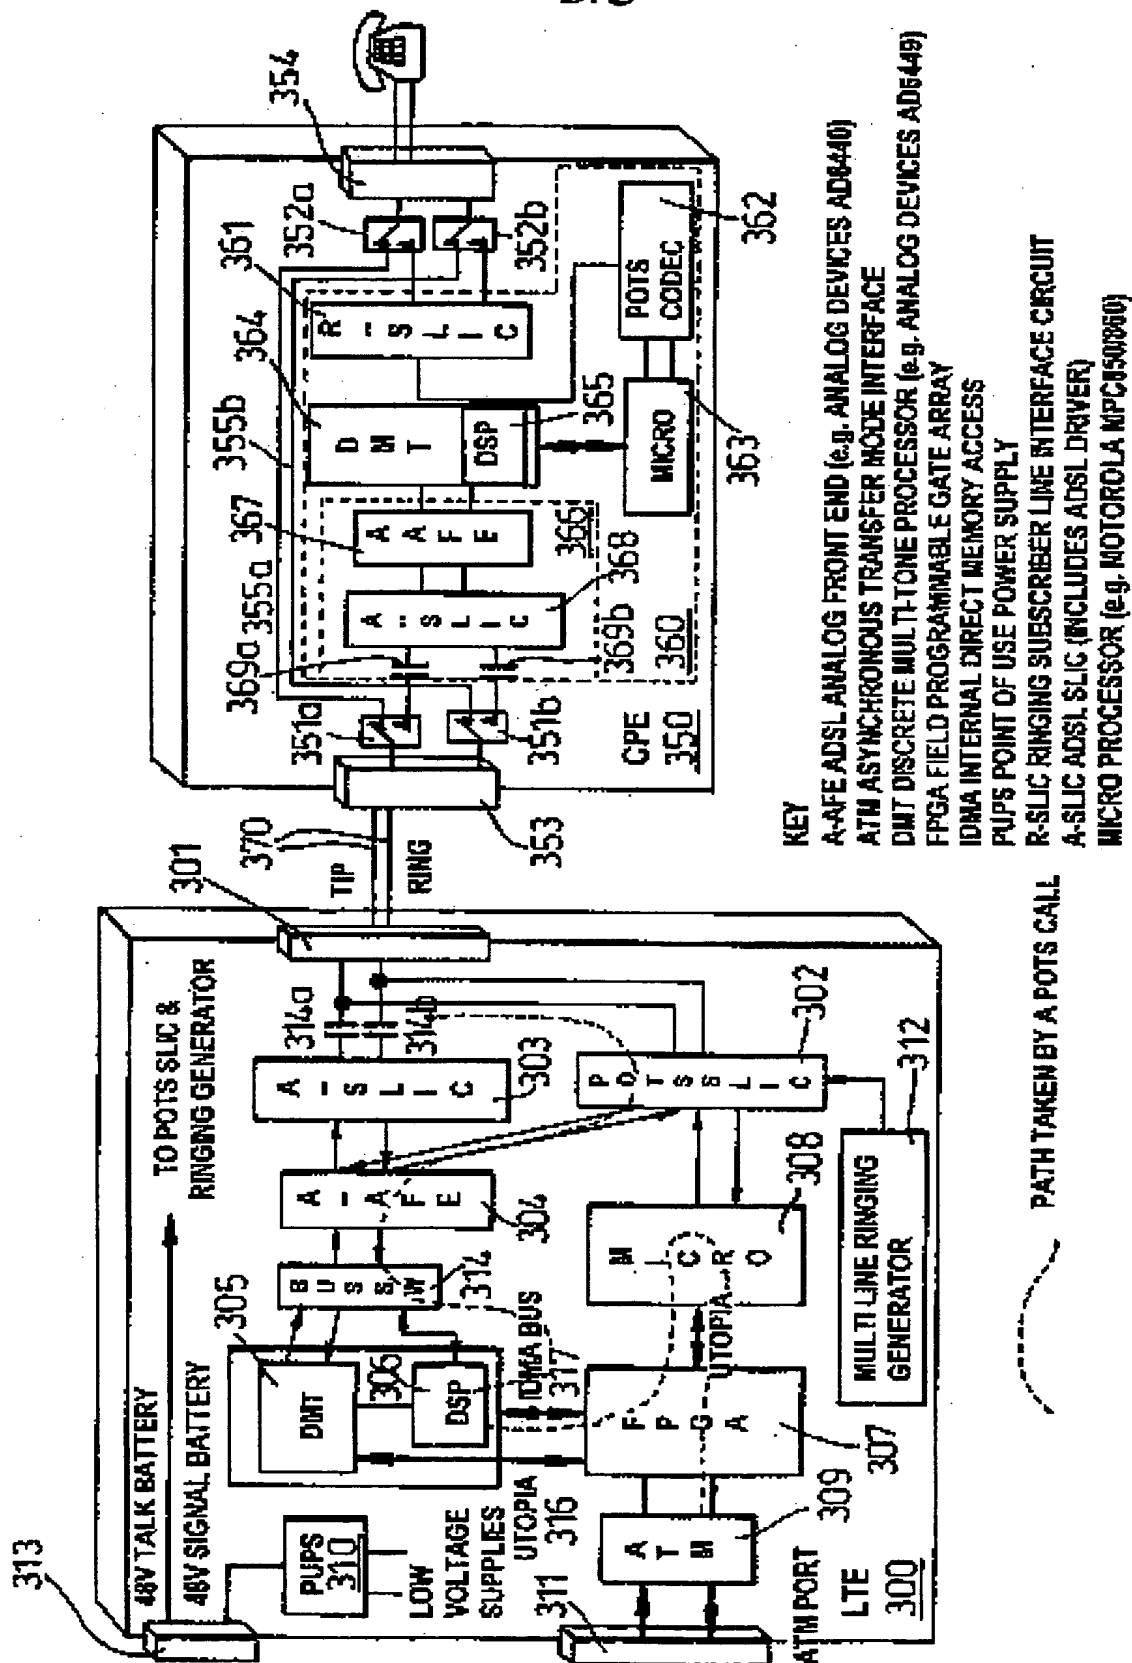 313
48V TALK BATTERY
48V SIGNAL BATTERY
TO POTS SLIC &
RINGING GENERATOR
PUPS
310
LOW
VOLTAGE
SUPPLIES
UTOPIA
316
311
ATM PORT
LTE
300
305
DMT
306
DSP
IDMA BUS
317
BUS
SW
314
A-AFE
304
A-SLIC
303
314a
314b
301
TIP
RING
370
POTS SLIC
302
MICRO
308
UTOPIA
FPGA
307
ATM
309
MULTI LINE RINGING
GENERATOR
312
353
351a
351b
369a
369b
355a
355b
367
364
361
352a
352b
354
A-SLIC
368
A-AFE
366
DMT
DSP
365
R-SLIC
MICRO
363
POTS
CODEC
362
360
CPE
350
KEY
A-AFE ADSL ANALOG FRONT END (e.g. ANALOG DEVICES AD6440)
ATM ASYNCHRONOUS TRANSFER MODE INTERFACE
DMT DISCRETE MULTI-TONE PROCESSOR (e.g. ANALOG DEVICES AD6449)
FPGA FIELD PROGRAMMABLE GATE ARRAY
IDMA INTERNAL DIRECT MEMORY ACCESS
PUPS POINT OF USE POWER SUPPLY
R-SLIC RINGING SUBSCRIBER LINE INTERFACE CIRCUIT
A-SLIC ADSL SLIC (INCLUDES ADSL DRIVER)
MICRO PROCESSOR (e.g. MOTOROLA MPC850/860)
PATH TAKEN BY A POTS CALL